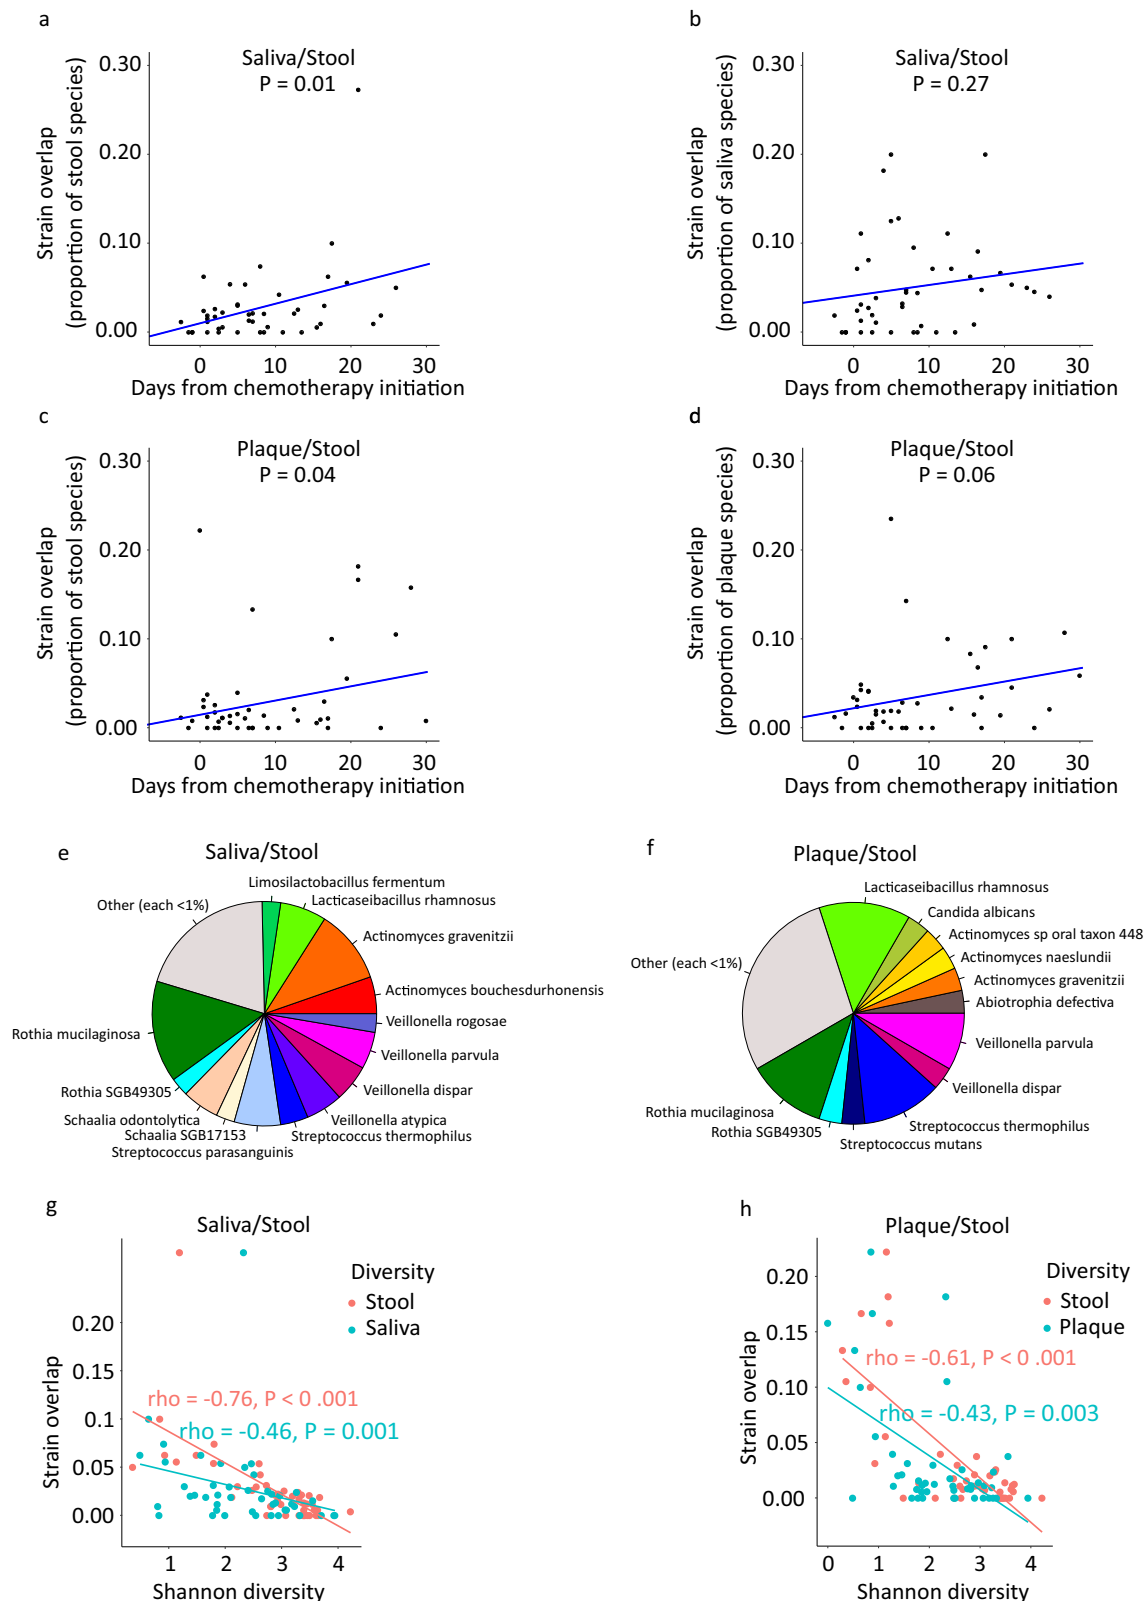 a
Saliva/Stool
P = 0.01
Strain overlap
(proportion of stool species)
0.30
0.20
0.10
0.00
0
10
20
30
Days from chemotherapy initiation
b
Saliva/Stool
P = 0.27
Strain overlap
(proportion of saliva species)
0.30
0.20
0.10
0.00
0
10
20
30
Days from chemotherapy initiation
c
Plaque/Stool
P = 0.04
Strain overlap
(proportion of stool species)
0.30
0.20
0.10
0.00
0
10
20
30
Days from chemotherapy initiation
d
Plaque/Stool
P = 0.06
Strain overlap
(proportion of plaque species)
0.30
0.20
0.10
0.00
0
10
20
30
Days from chemotherapy initiation
e
Saliva/Stool
Limosilactobacillus fermentum
Lacticaseibacillus rhamnosus
Other (each <1%)
Actinomyces gravenitzii
Actinomyces bouchesdurhonensis
Veillonella rogosae
Rothia mucilaginosa
Veillonella parvula
Rothia SGB49305
Veillonella dispar
Schaalia odontolytica
Veillonella atypica
Schaalia SGB17153
Streptococcus thermophilus
Streptococcus parasanguinis
f
Plaque/Stool
Lacticaseibacillus rhamnosus
Candida albicans
Actinomyces sp oral taxon 448
Actinomyces naeslundii
Other (each <1%)
Actinomyces gravenitzii
Abiotrophia defectiva
Veillonella parvula
Veillonella dispar
Rothia mucilaginosa
Streptococcus thermophilus
Rothia SGB49305
Streptococcus mutans
g
Saliva/Stool
Diversity
Stool
Saliva
Strain overlap
0.20
0.15
0.1
0.05
0.00
rho = -0.76, P < 0 .001
rho = -0.46, P = 0.001
1
2
3
4
Shannon diversity
h
Plaque/Stool
Diversity
Stool
Plaque
Strain overlap
0.20
0.15
0.10
0.05
0.00
rho = -0.61, P < 0 .001
rho = -0.43, P = 0.003
0
1
2
3
4
Shannon diversity